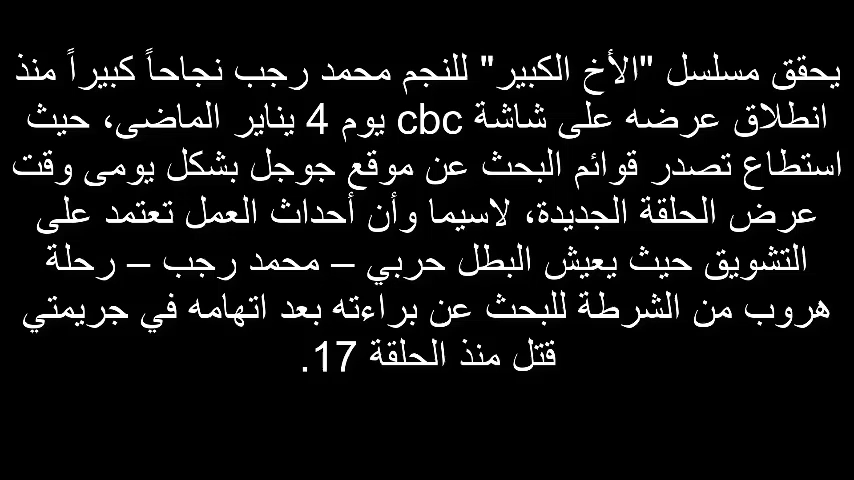 يحقق مسلسل "الأخ الكبير" للنجم محمد رجب نجاحاً كبيراً منذ
انطلاق عرضه على شاشة cbc يوم 4 يناير الماضى، حيث
استطاع تصدر قوائم البحث عن موقع جوجل بشكل يومى وقت
عرض الحلقة الجديدة، لاسيما وأن أحداث العمل تعتمد على
التشويق حيث يعيش البطل حربي – محمد رجب – رحلة
هروب من الشرطة للبحث عن براءته بعد اتهامه في جريمتي
قتل منذ الحلقة 17.